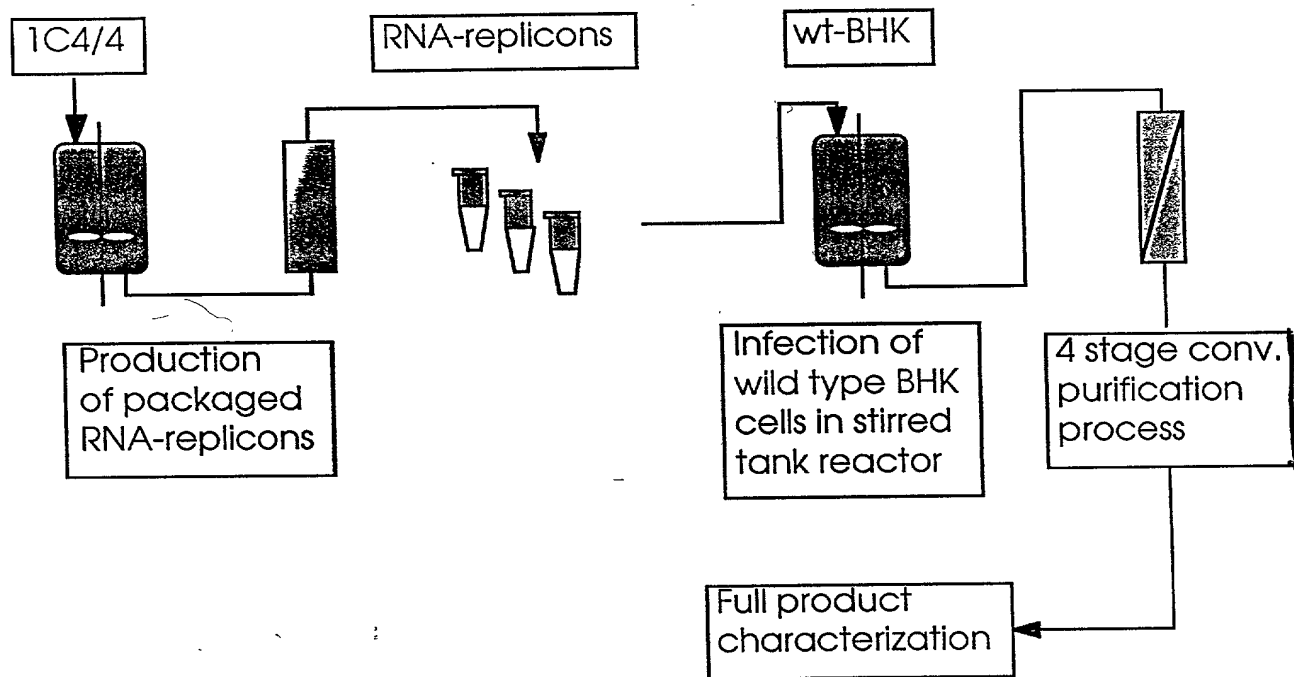 1C4/4
RNA-replicons
wt-BHK
Production
of packaged
RNA-replicons
Infection of
wild type BHK
cells in stirred
tank reactor
4 stage conv.
purification
process
Full product
characterization